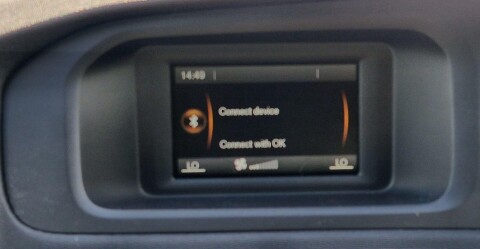 14:49
Connect device
Connect with OK
LO LO